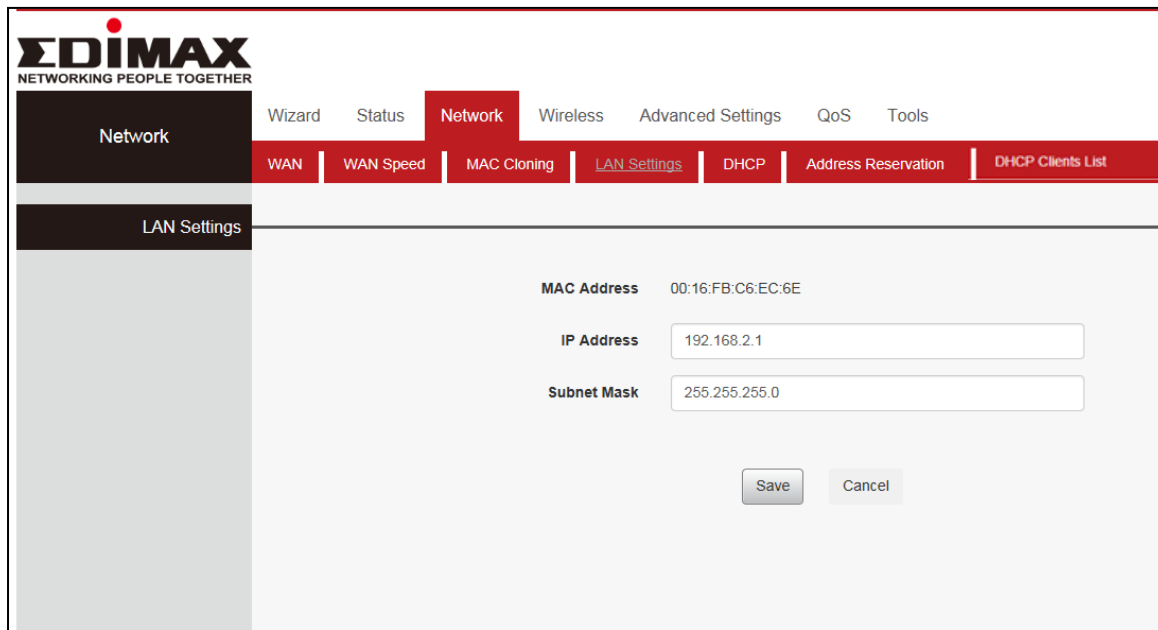 EDIMAX
NETWORKING PEOPLE TOGETHER
Network
Wizard Status Network Wireless Advanced Settings QoS Tools
WAN WAN Speed MAC Cloning LAN Settings DHCP Address Reservation DHCP Clients List
LAN Settings
MAC Address 00:16:FB:C6:EC:6E
IP Address 192.168.2.1
Subnet Mask 255.255.255.0
Save Cancel